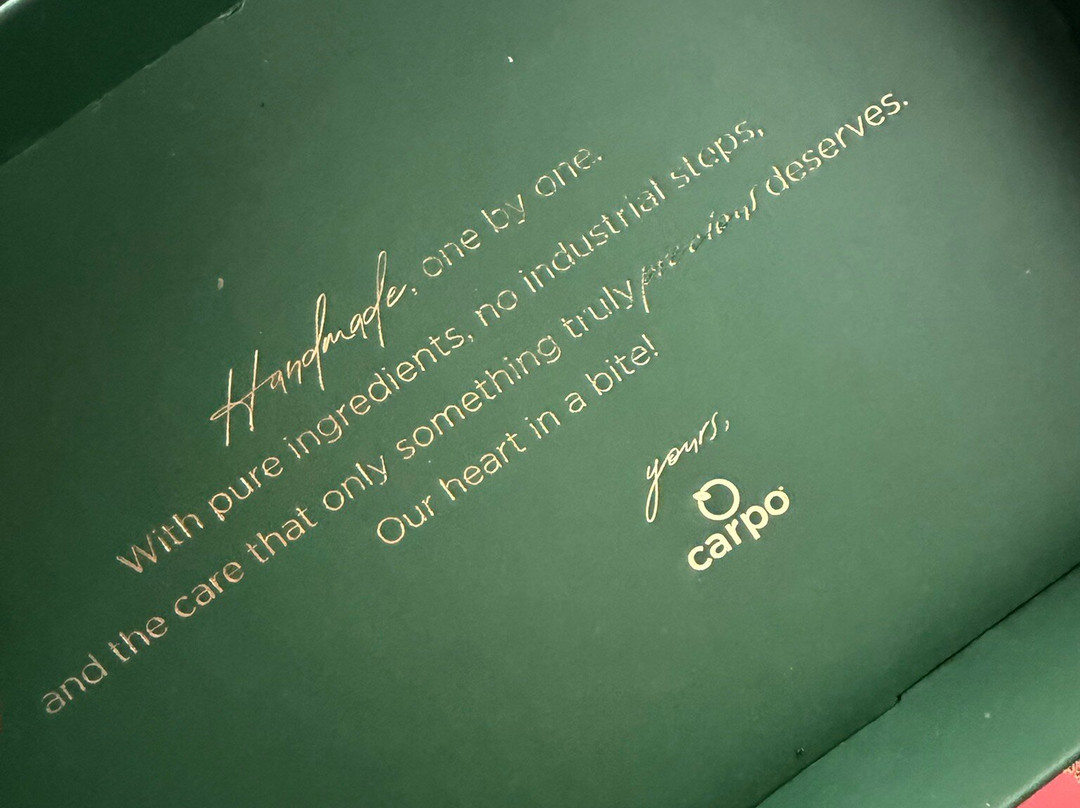 Handmade, one by one.
With pure ingredients, no industrial steps,
and the care that only something truly precious deserves.
Our heart in a bite!
yours,
carpo